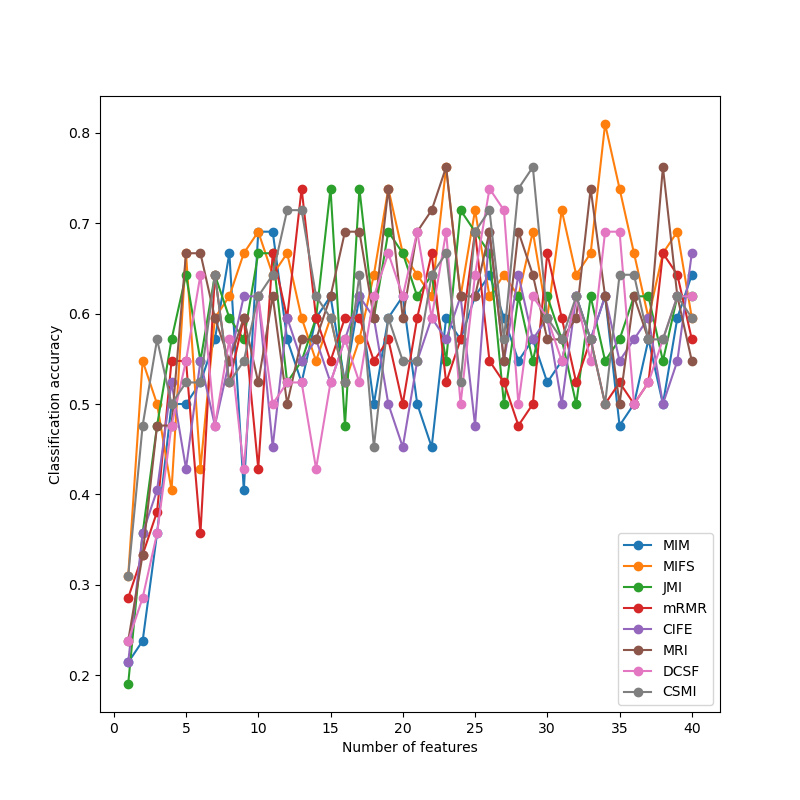 0.8
0.7
0.6
0.5
0.4
0.3
0.2
Classification accuracy
0 5 10 15 20 25 30 35 40
Number of features
MIM
MIFS
JMI
mRMR
CIFE
MRI
DCSF
CSMI